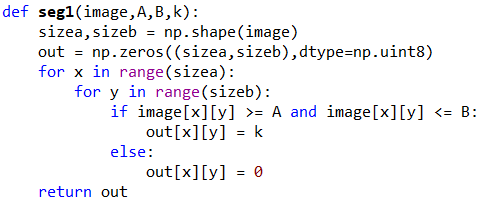 def seg1(image,A,B,k):
    sizea,sizeb = np.shape(image)
    out = np.zeros((sizea,sizeb),dtype=np.uint8)
    for x in range(sizea):
        for y in range(sizeb):
            if image[x][y] >= A and image[x][y] <= B:
                out[x][y] = k
            else:
                out[x][y] = 0
    return out